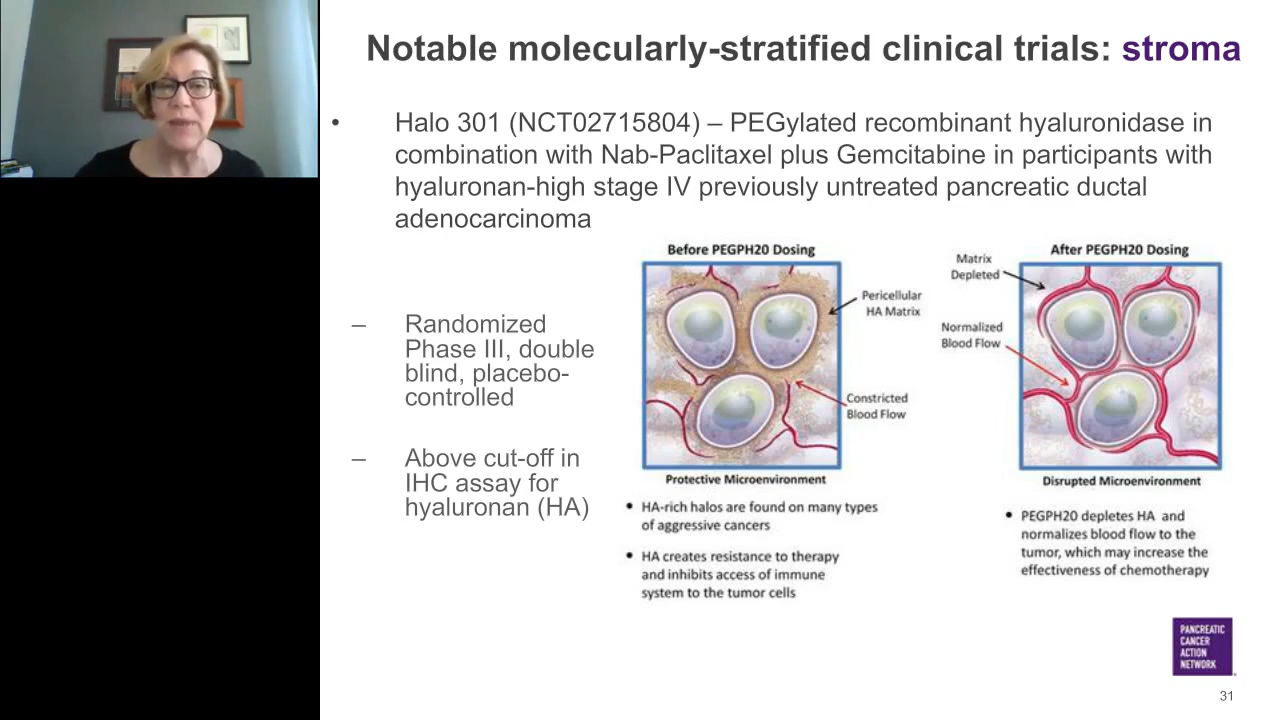 Notable molecularly-stratified clinical trials: stroma
• Halo 301 (NCT02715804) – PEGylated recombinant hyaluronidase in
combination with Nab-Paclitaxel plus Gemcitabine in participants with
hyaluronan-high stage IV previously untreated pancreatic ductal
adenocarcinoma
– Randomized
Phase III, double
blind, placebo-
controlled
– Above cut-off in
IHC assay for
hyaluronan (HA)
Before PEGPH20 Dosing
Pericellular
HA Matrix
Constricted
Blood Flow
Protective Microenvironment
• HA-rich halos are found on many types
of aggressive cancers
• HA creates resistance to therapy
and inhibits access of immune
system to the tumor cells
After PEGPH20 Dosing
Matrix
Depleted
Normalized
Blood Flow
Disrupted Microenvironment
• PEGPH20 depletes HA and
normalizes blood flow to the
tumor, which may increase the
effectiveness of chemotherapy
PANCREATIC
CANCER
ACTION
NETWORK
31